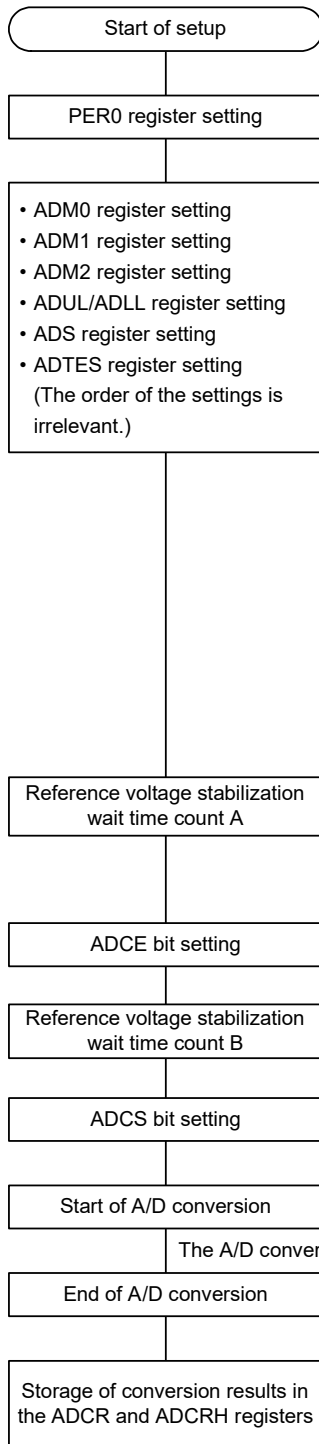 Start of setup
PER0 register setting
• ADM0 register setting
• ADM1 register setting
• ADM2 register setting
• ADUL/ADLL register setting
• ADS register setting
• ADTES register setting
(The order of the settings is
irrelevant.)
Reference voltage stabilization
wait time count A
ADCE bit setting
Reference voltage stabilization
wait time count B
ADCS bit setting
Start of A/D conversion
The A/D conver
End of A/D conversion
Storage of conversion results in
the ADCR and ADCRH registers